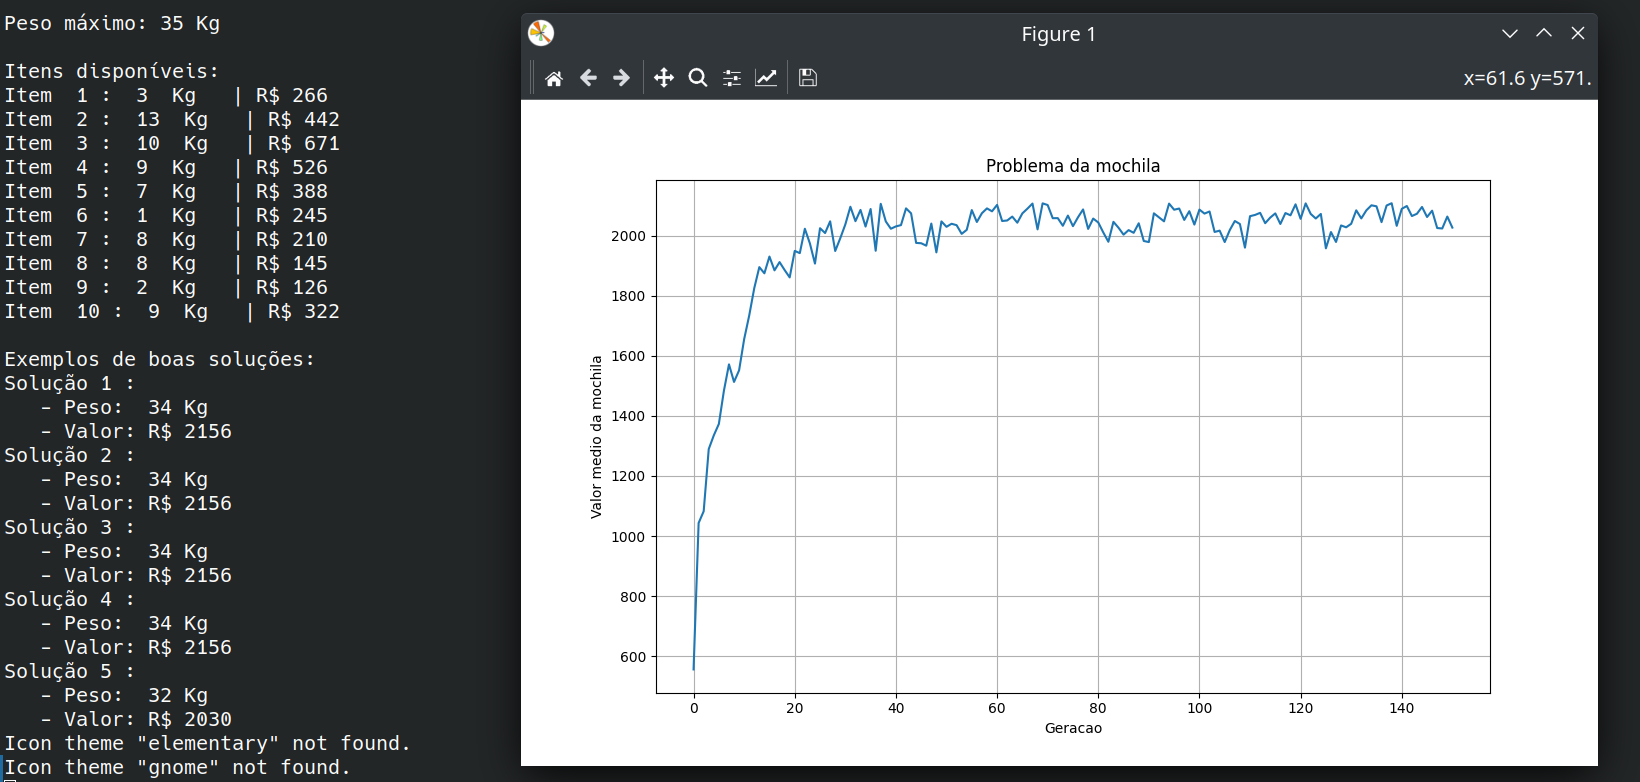 Peso máximo: 35 Kg
Itens disponíveis:
Item  1 :  3  Kg   | R$ 266
Item  2 :  13  Kg   | R$ 442
Item  3 :  10  Kg   | R$ 671
Item  4 :  9  Kg   | R$ 526
Item  5 :  7  Kg   | R$ 388
Item  6 :  1  Kg   | R$ 245
Item  7 :  8  Kg   | R$ 210
Item  8 :  8  Kg   | R$ 145
Item  9 :  2  Kg   | R$ 126
Item  10 :  9  Kg   | R$ 322
Exemplos de boas soluções:
Solução 1 :
- Peso:  34 Kg
- Valor: R$ 2156
Solução 2 :
- Peso:  34 Kg
- Valor: R$ 2156
Solução 3 :
- Peso:  34 Kg
- Valor: R$ 2156
Solução 4 :
- Peso:  34 Kg
- Valor: R$ 2156
Solução 5 :
- Peso:  32 Kg
- Valor: R$ 2030
Icon theme "elementary" not found.
Icon theme "gnome" not found.
Figure 1
x=61.6 y=571.
Problema da mochila
Valor medio da mochila
2000
1800
1600
1400
1200
1000
800
600
0 20 40 60 80 100 120 140
Geracao